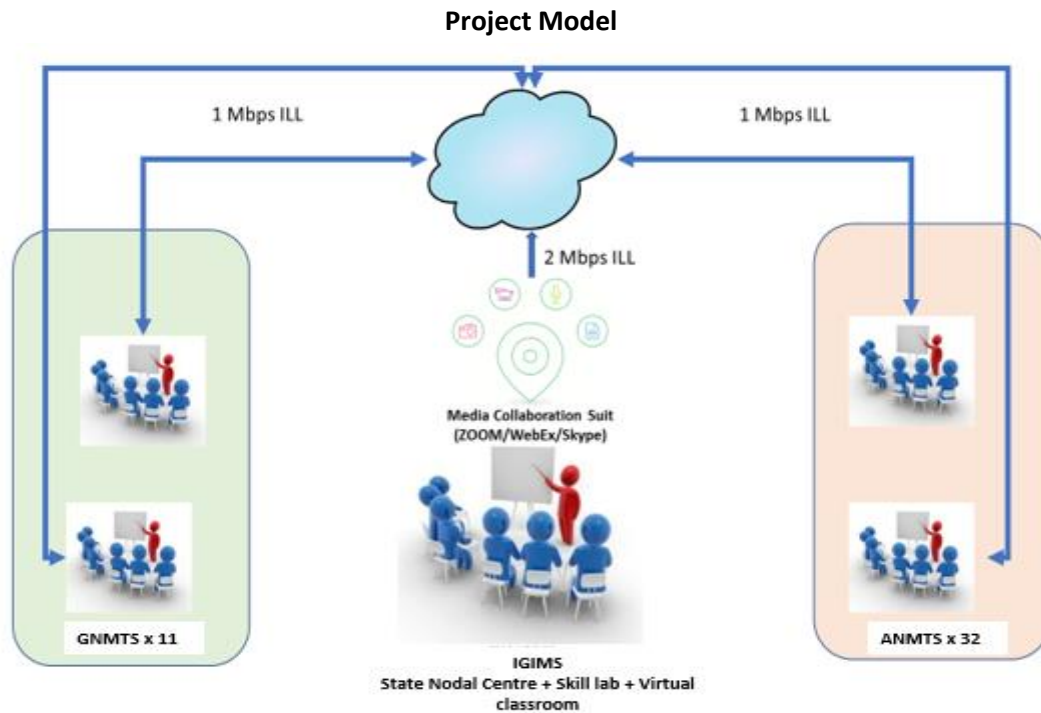 Project Model
1 Mbps ILL
1 Mbps ILL
2 Mbps ILL
Media Collaboration Suit
(ZOOM/WebEx/Skype)
GNMTS x 11
ANMTS x 32
IGIMS
State Nodal Centre + Skill lab + Virtual
classroom